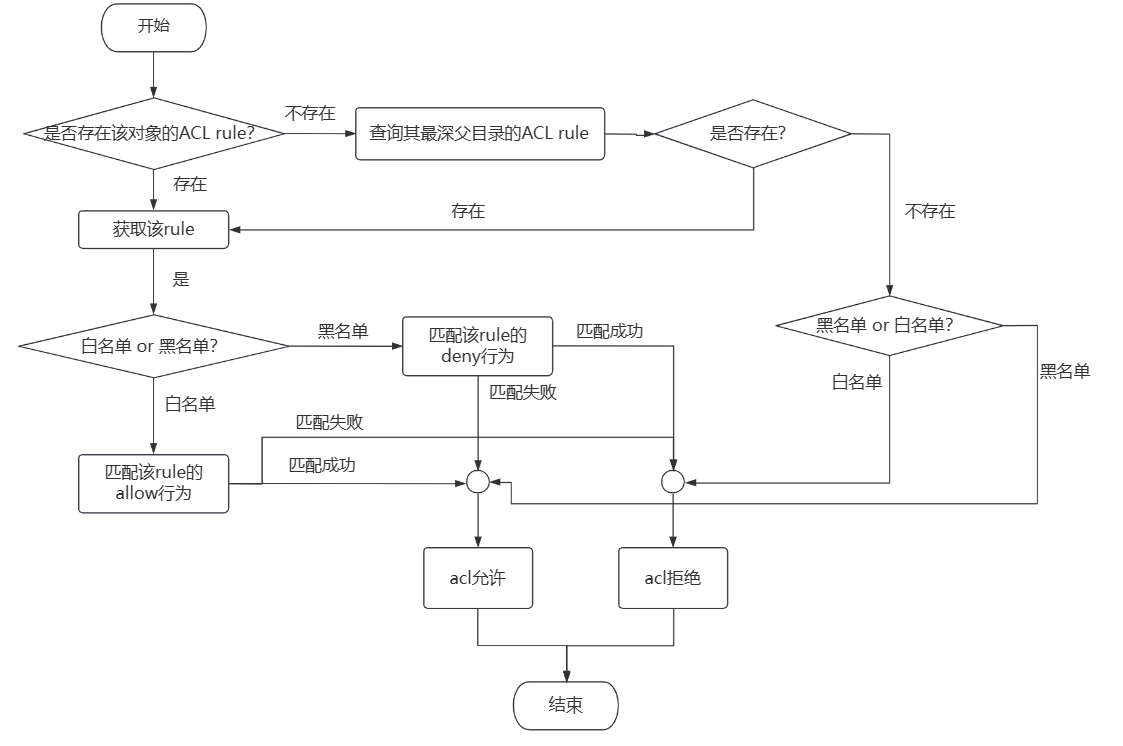 开始
是否存在该对象的ACL rule?
不存在
查询其最深父目录的ACL rule
是否存在?
存在
存在
不存在
获取该rule
是
白名单 or 黑名单?
黑名单
匹配该rule的
deny行为
匹配成功
黑名单 or 白名单?
匹配失败
白名单
黑名单
白名单
匹配失败
匹配成功
匹配该rule的
allow行为
acl允许
acl拒绝
结束